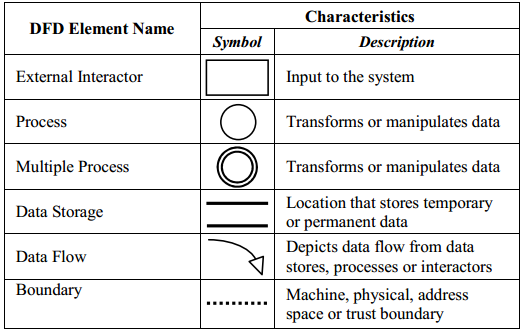 DFD Element Name
Characteristics
Symbol
Description
External Interactor
Input to the system
Process
Transforms or manipulates data
Multiple Process
Transforms or manipulates data
Data Storage
Location that stores temporary
or permanent data
Data Flow
Depicts data flow from data
stores, processes or interactors
Boundary
Machine, physical, address
space or trust boundary